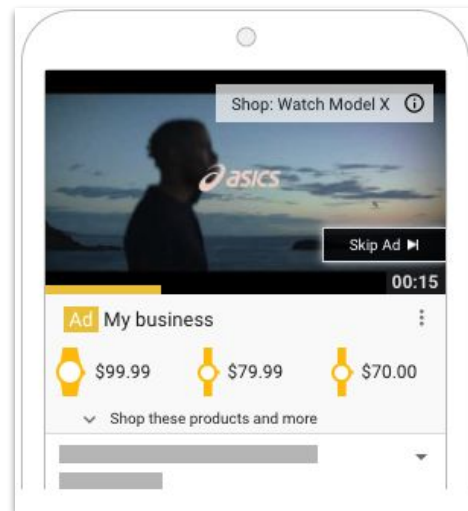 Shop: Watch Model X
asics
Skip Ad
00:15
Ad My business
$99.99 $79.99 $70.00
Shop these products and more